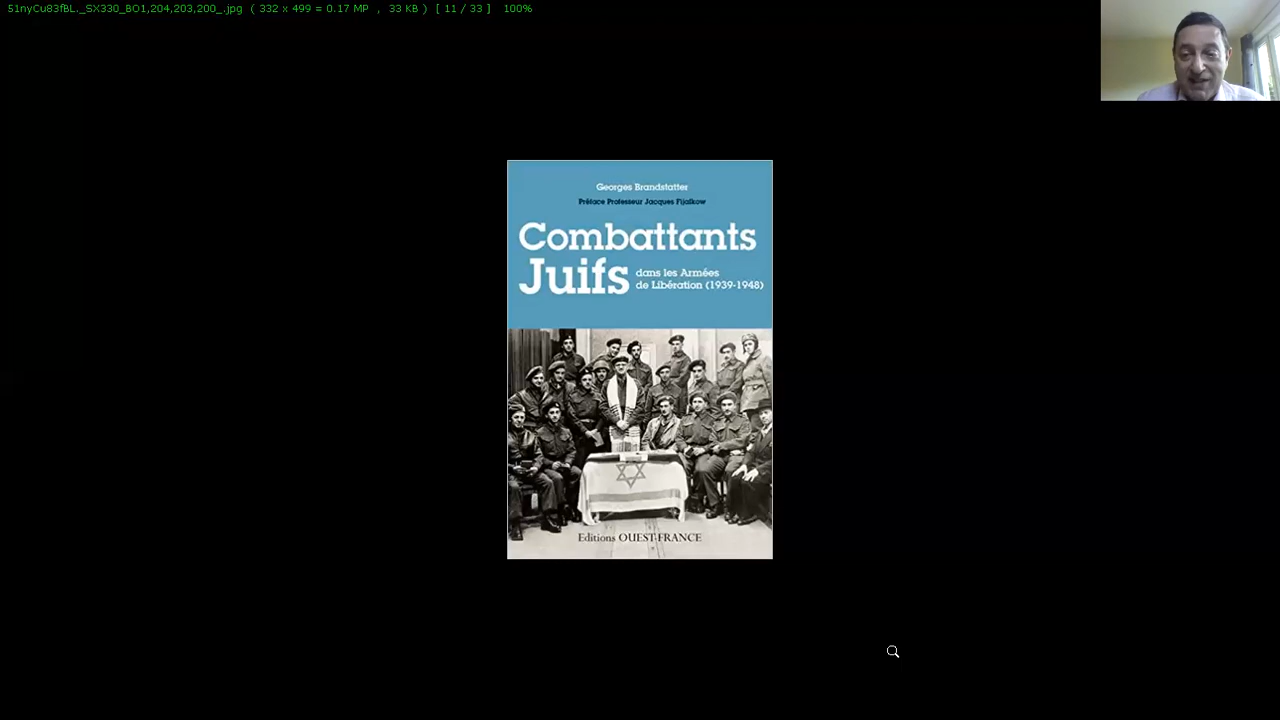 51nyCu83fBL._SX330_BO1,204,203,200_.jpg ( 332 x 499 = 0.17 MP , 33 KB ) [ 11 / 33 ] 100%
Georges Brandstatter
Préface Professeur Jacques Fijalkow
Combattants
Juifs
dans les Armées
de Libération (1939-1948)
Editions OUEST-FRANCE